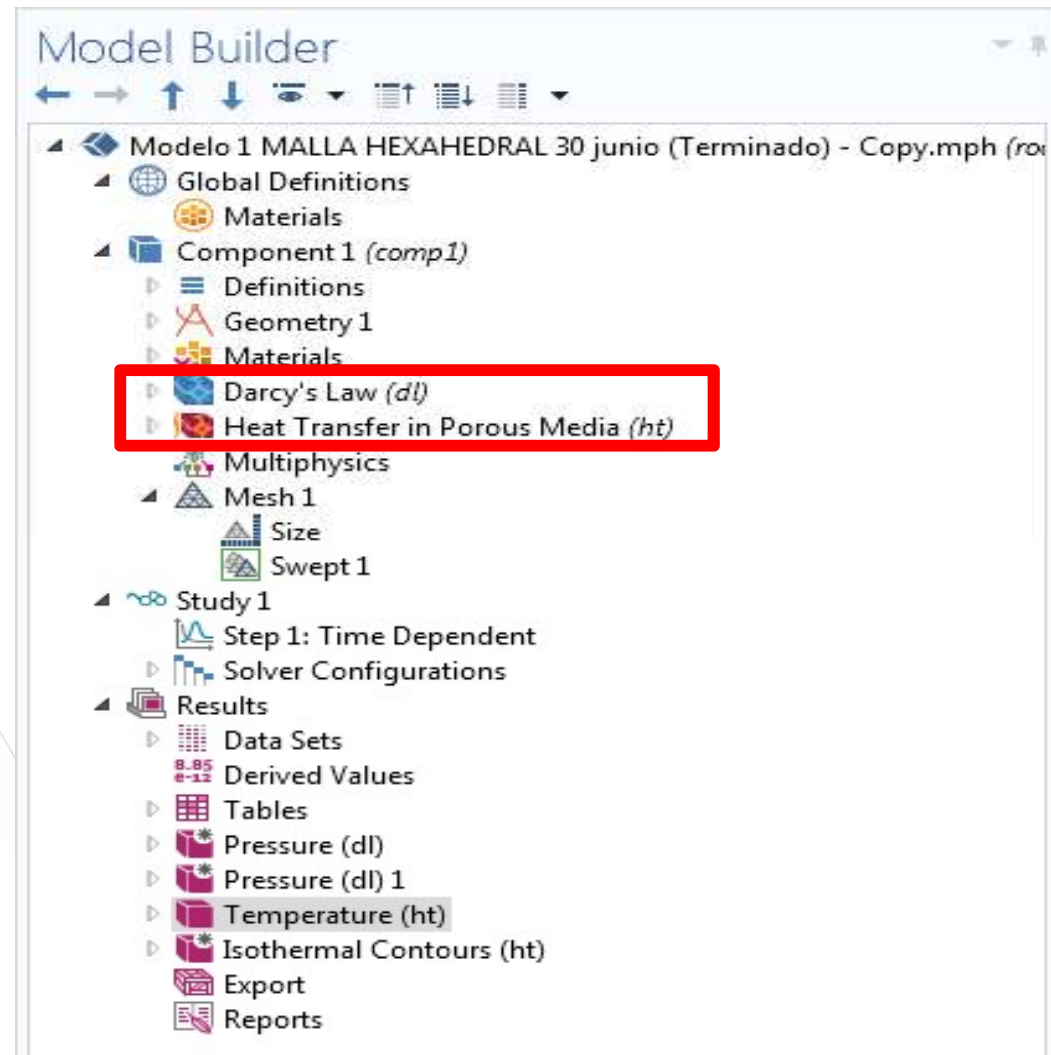 Model Builder
Modelo 1 MALLA HEXAHEDRAL 30 junio (Terminado) - Copy.mph (ro
Global Definitions
Materials
Component 1 (comp1)
Definitions
Geometry 1
Materials
Darcy's Law (dl)
Heat Transfer in Porous Media (ht)
Multiphysics
Mesh 1
Size
Swept 1
Study 1
Step 1: Time Dependent
Solver Configurations
Results
Data Sets
8.85
e-12
Derived Values
Tables
Pressure (dl)
Pressure (dl) 1
Temperature (ht)
Isothermal Contours (ht)
Export
Reports